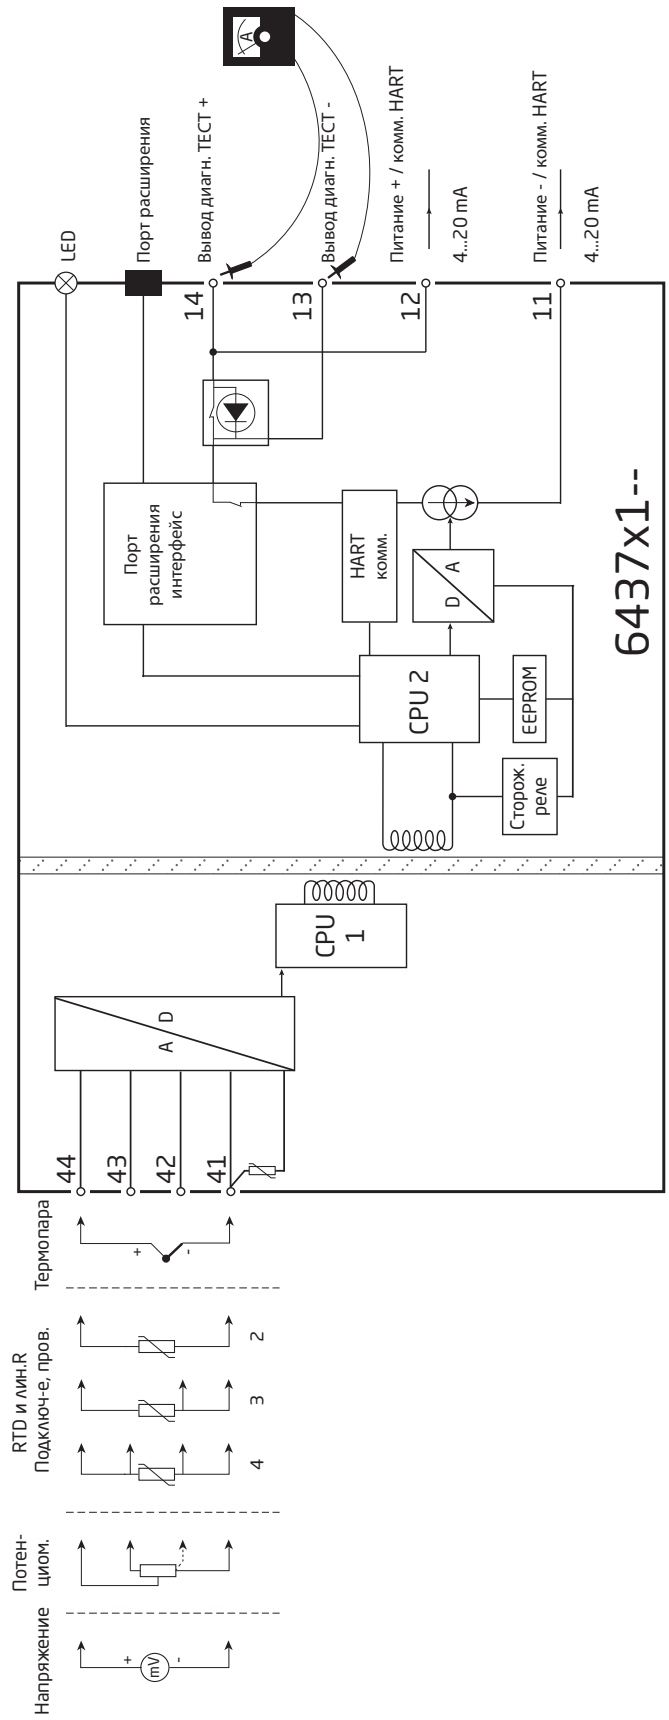 Напряжение
+
mV
-
Потен-
циом.
RTD и лин.R
Подключ-е, пров.
4
3
2
Термопара
+
-
44
43
42
41
A
D
CPU
1
Сторож.
реле
EEPROM
CPU 2
D
A
HART
комм.
Порт
расширения
интерфейс
6437x1--
14
13
12
11
LED
Порт расширения
Вывод диагн. ТЕСТ +
Вывод диагн. ТЕСТ -
Питание + / комм. HART
4...20 mA
Питание - / комм. HART
4...20 mA
A